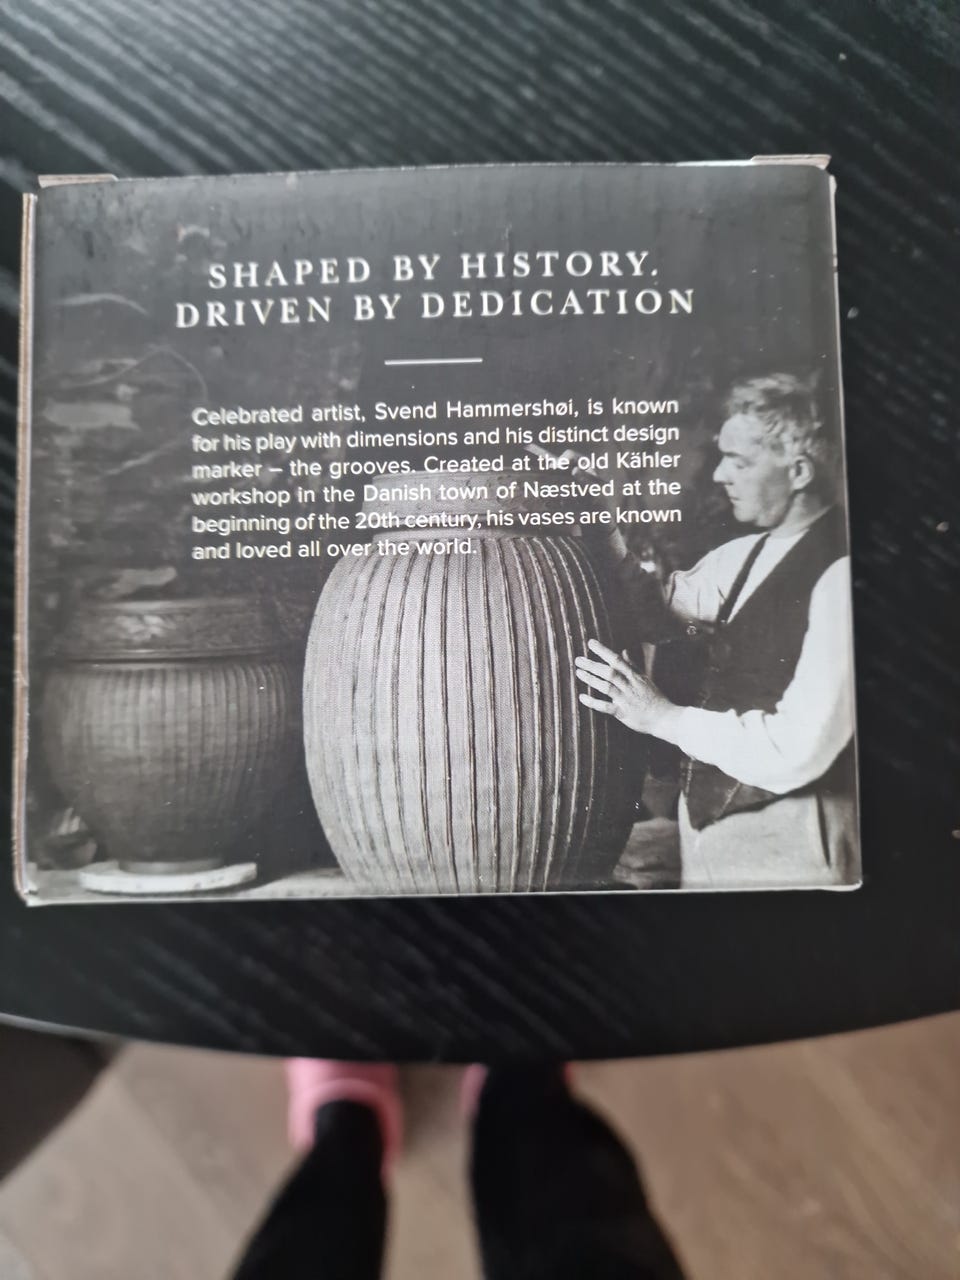 SHAPED BY HISTORY.
DRIVEN BY DEDICATION
Celebrated artist, Svend Hammershøi, is known
for his play with dimensions and his distinct design
marker – the grooves. Created at the old Kähler
workshop in the Danish town of Næstved at the
beginning of the 20th century, his vases are known
and loved all over the world.